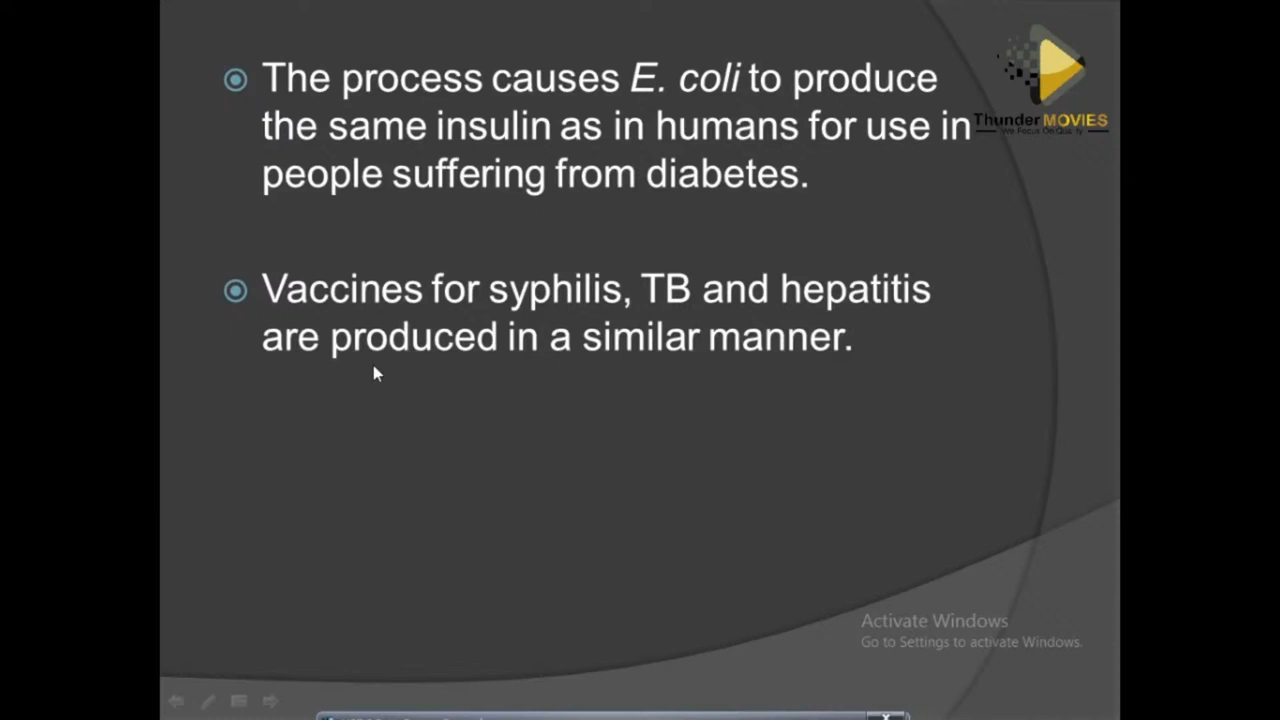 The process causes E. coli to produce
the same insulin as in humans for use in
people suffering from diabetes.
Vaccines for syphilis, TB and hepatitis
are produced in a similar manner.
Thunder MOVIES
We Focus On Quality
Activate Windows
Go to Settings to activate Windows.